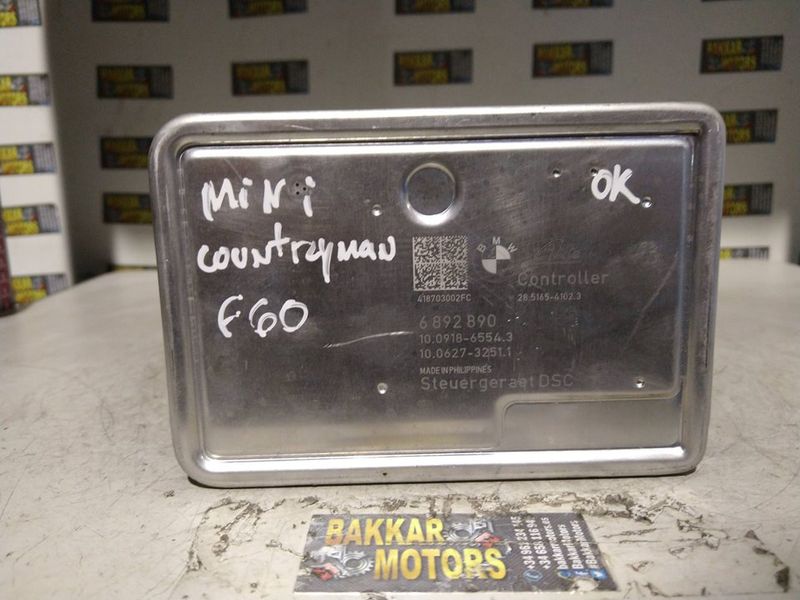 MiNi
countryman
F60
OK
BMW
Controller
28.5165-4102.3
418703002FC
6 892 890
10.0918-6554.3
10.0627-3251.1
MADE IN PHILIPPINES
Steuergeraet DSC
BAKKAR
MOTORS